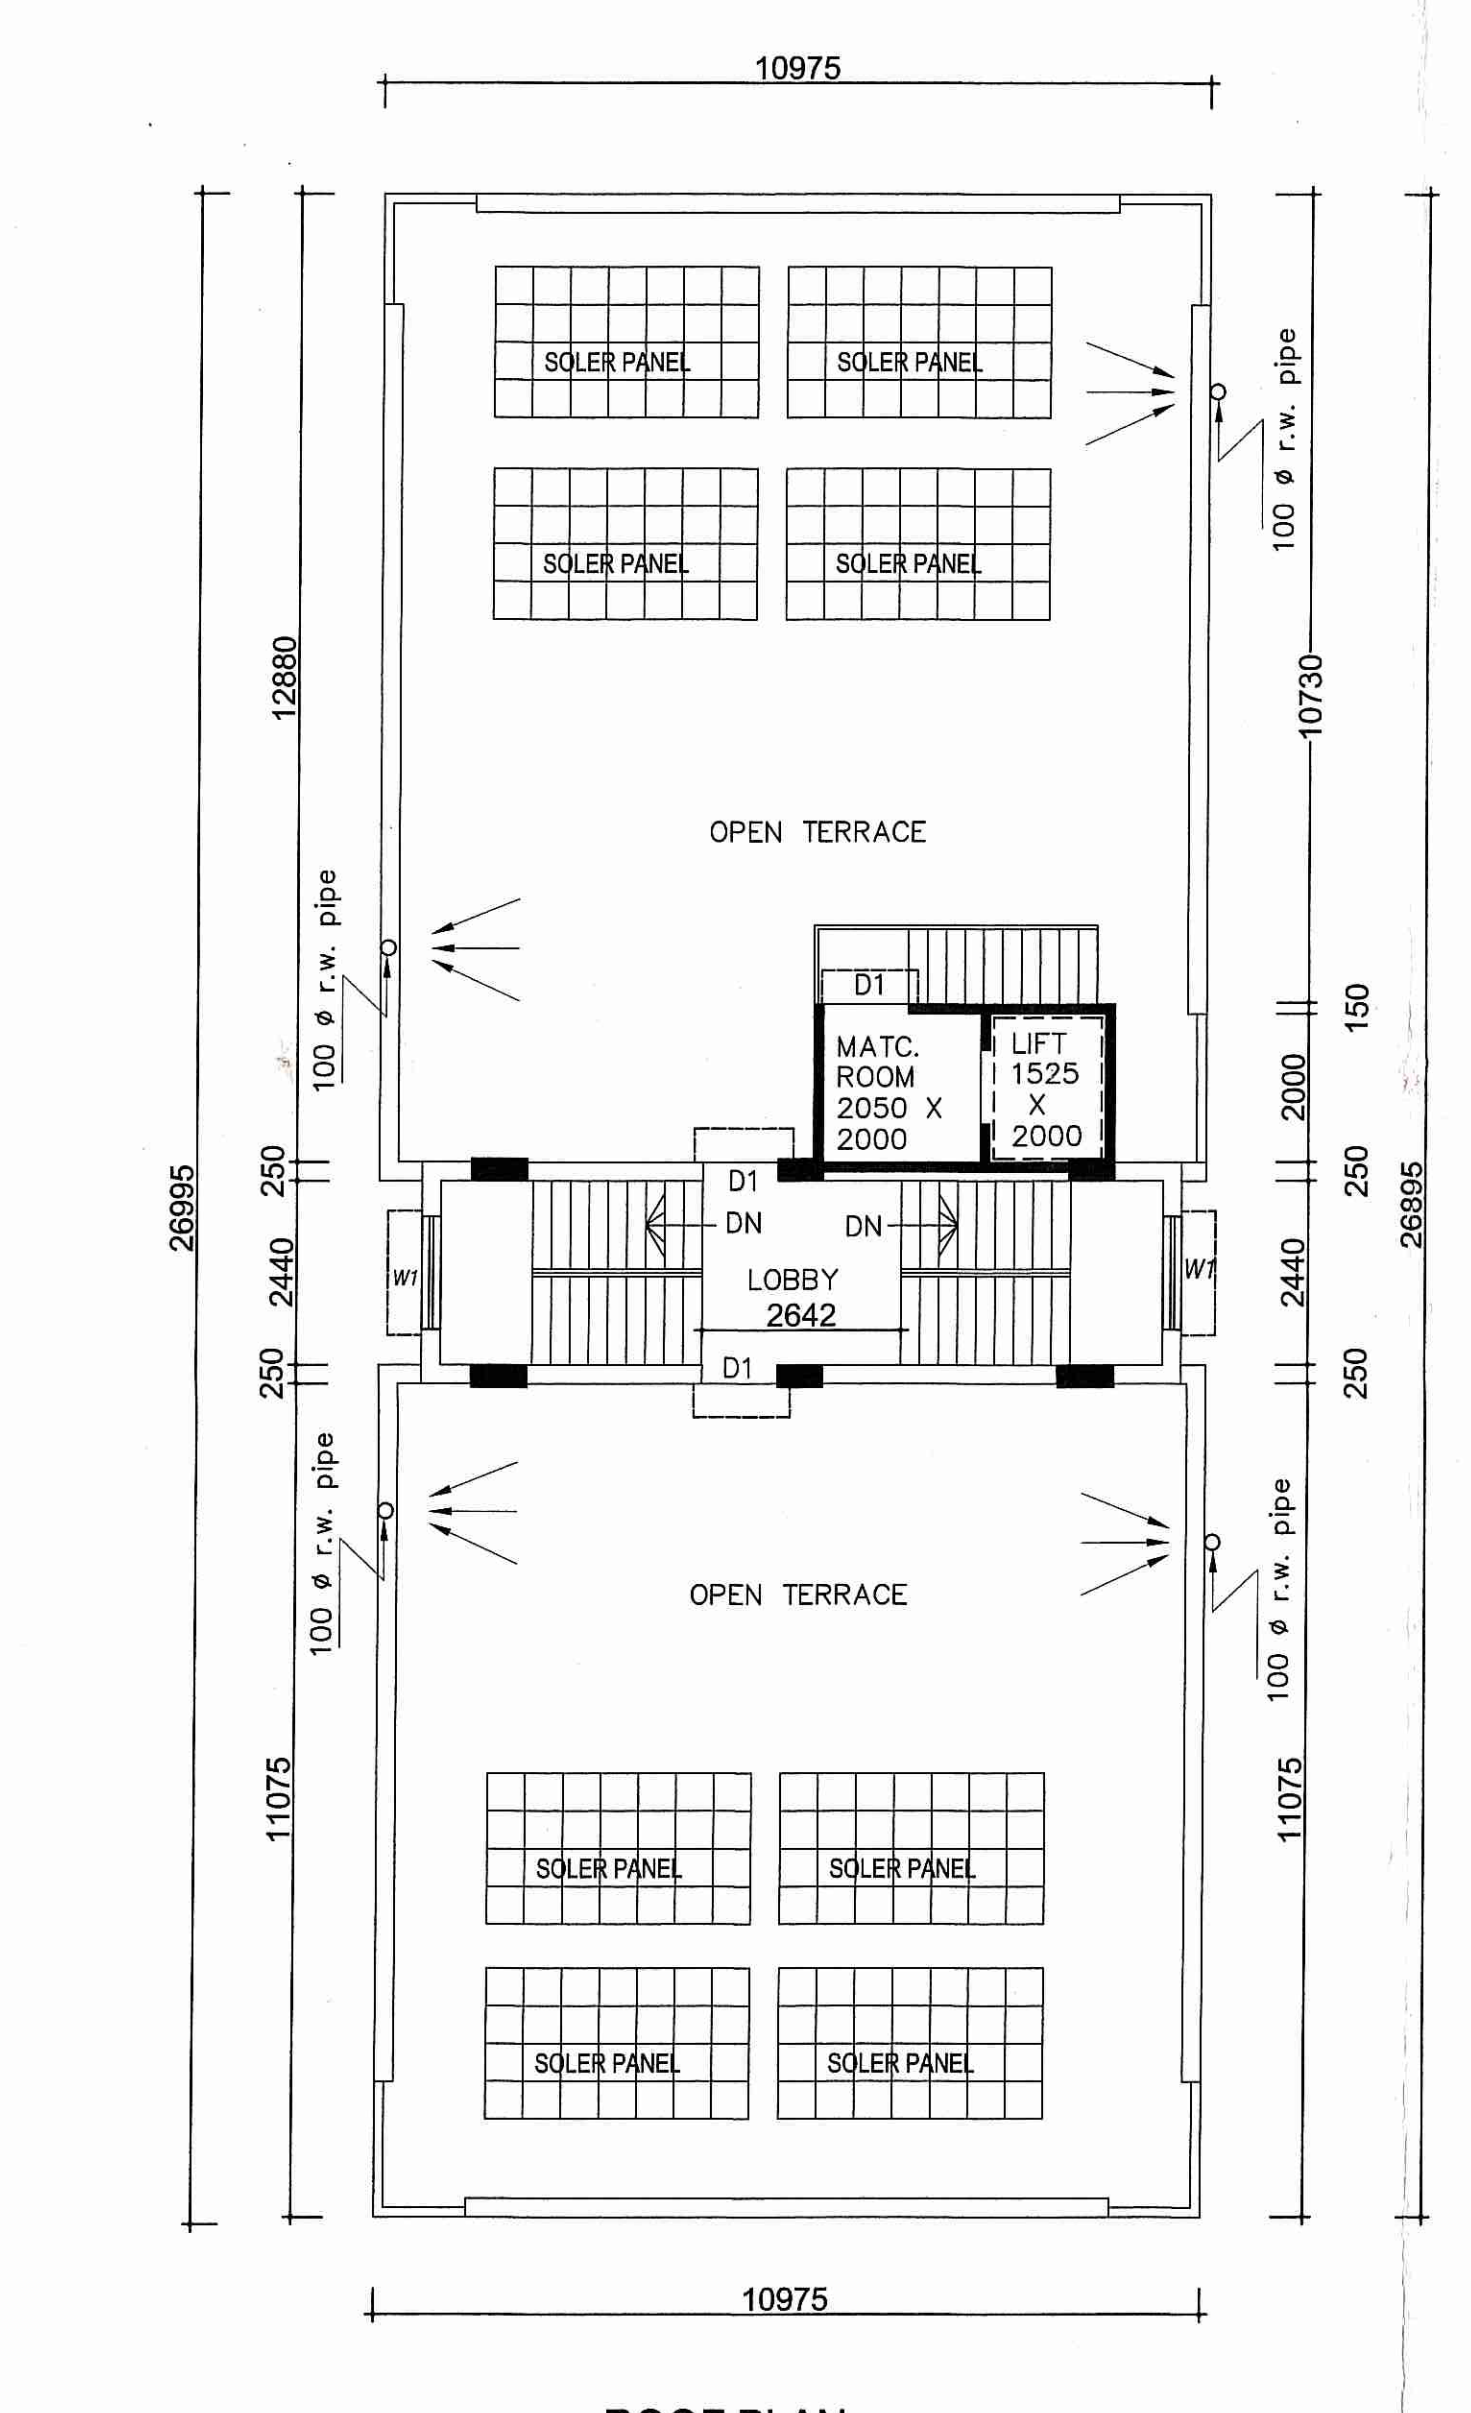 10975
SOLER PANEL
SOLER PANEL
100 ø r.w. pipe
SOLER PANEL
SOLER PANEL
12880
10730
OPEN TERRACE
100 ø r.w. pipe
D1
150
MATC.
ROOM
2050 X
2000
LIFT
1525
X
2000
2000
250
D1
250
26995
26895
DN
DN
W1
W1
2440
LOBBY
2642
2440
250
D1
250
100 ø r.w. pipe
100 ø r.w. pipe
OPEN TERRACE
11075
11075
SOLER PANEL
SOLER PANEL
SOLER PANEL
SOLER PANEL
10975
ROOF PLAN